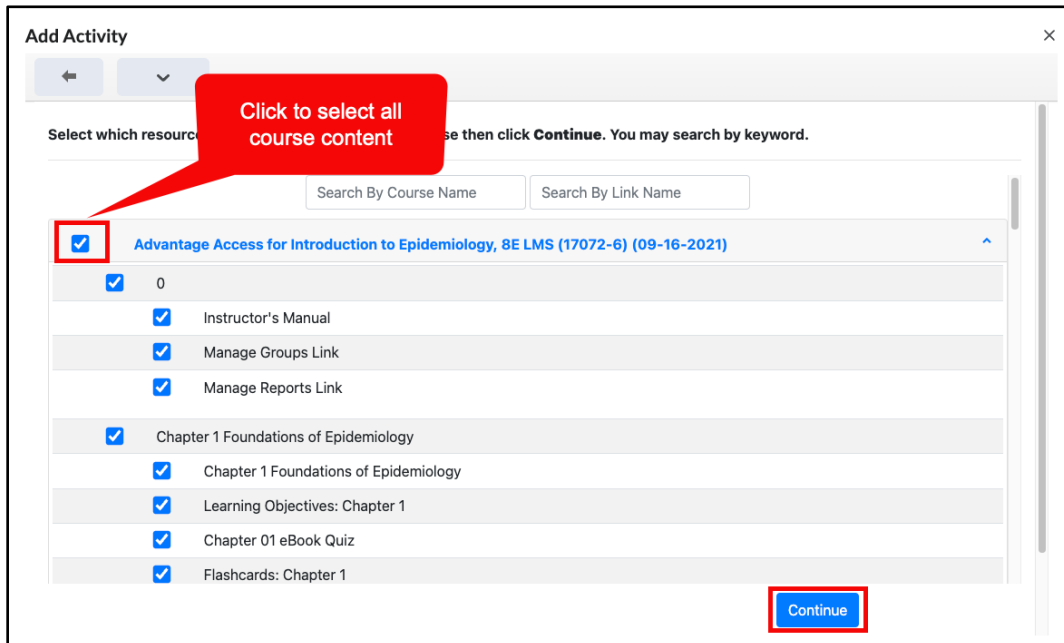 Add Activity
Click to select all
course content
Select which resourc
se then click Continue. You may search by keyword.
Search By Course Name
Search By Link Name
Advantage Access for Introduction to Epidemiology, 8E LMS (17072-6) (09-16-2021)
0
Instructor's Manual
Manage Groups Link
Manage Reports Link
Chapter 1 Foundations of Epidemiology
Chapter 1 Foundations of Epidemiology
Learning Objectives: Chapter 1
Chapter 01 eBook Quiz
Flashcards: Chapter 1
Continue